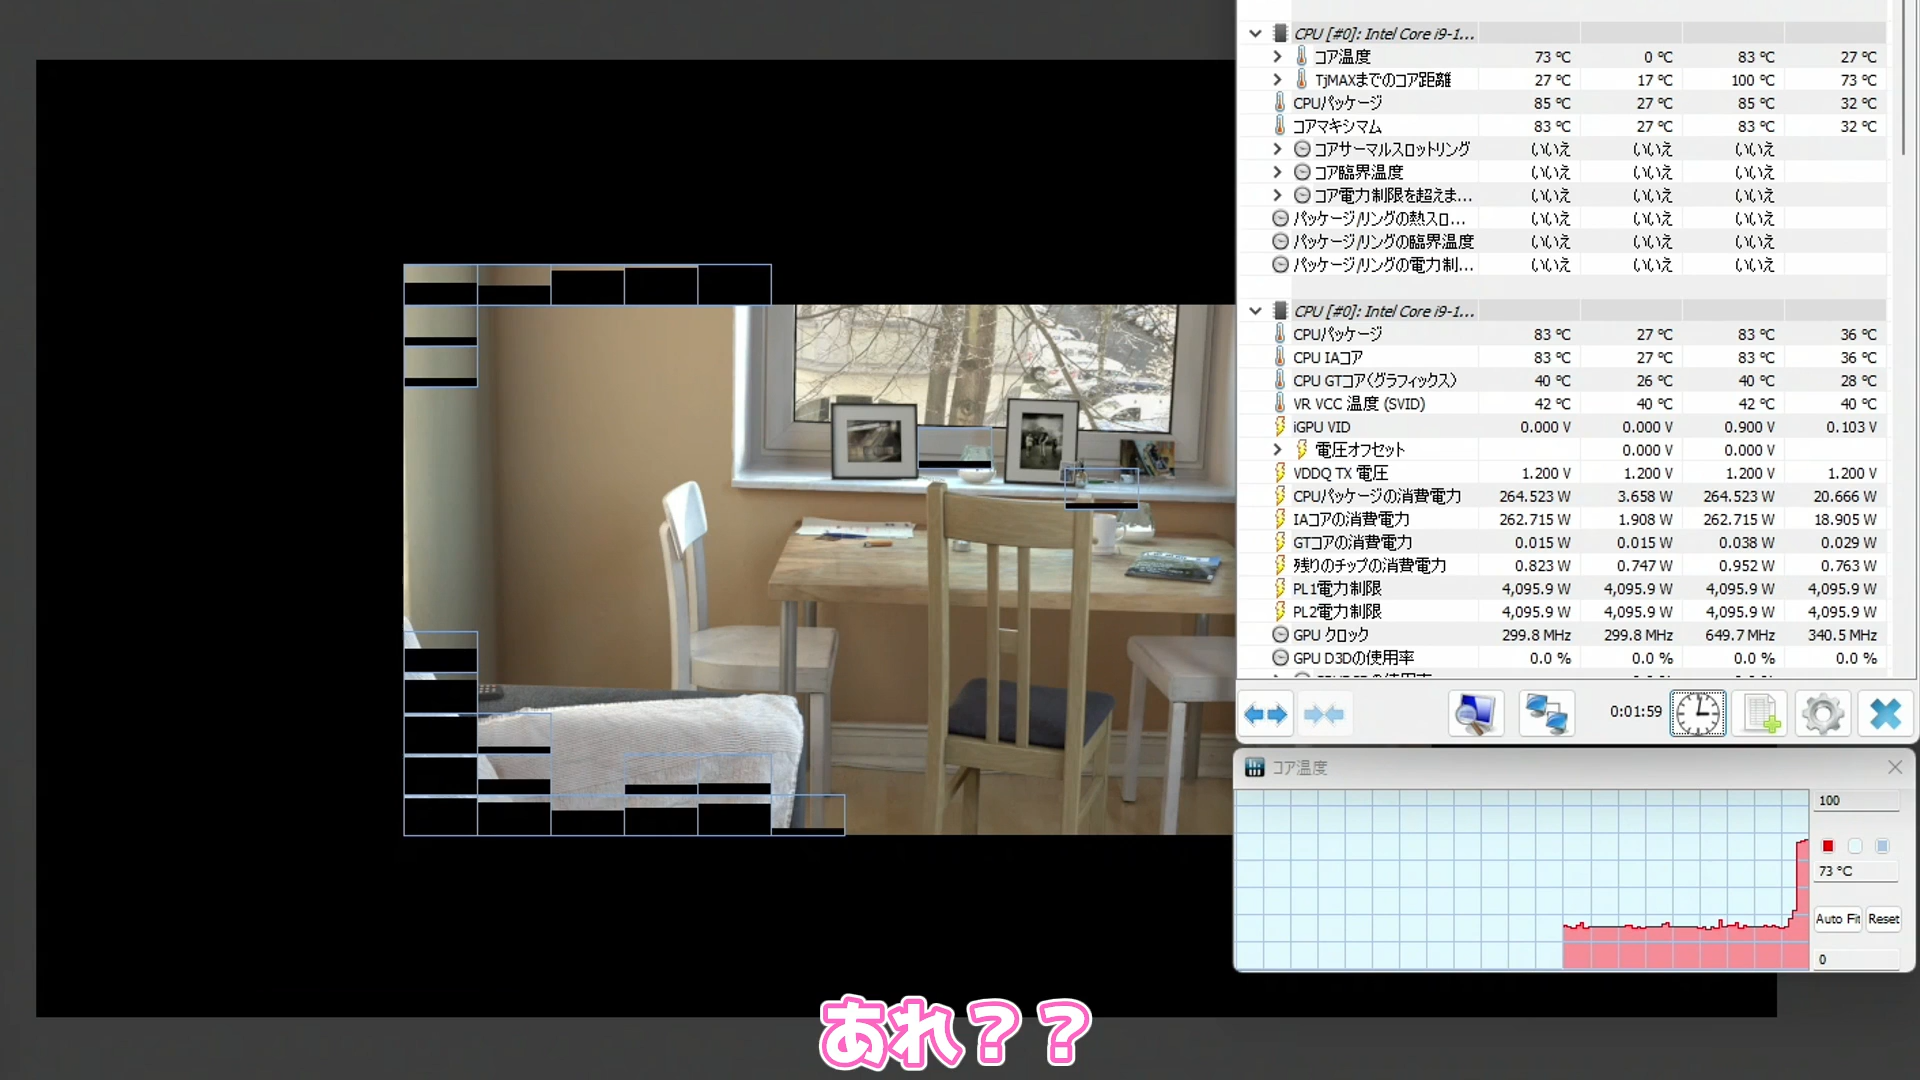 CPU [#0]: Intel Core i9-1...
コア温度 73 ℃ 0 ℃ 83 ℃ 27 ℃
TjMAXまでのコア距離 27 ℃ 17 ℃ 100 ℃ 73 ℃
CPUパッケージ 85 ℃ 27 ℃ 85 ℃ 32 ℃
コアマキシマム 83 ℃ 27 ℃ 83 ℃ 32 ℃
コアサーマルスロットリング いいえ いいえ いいえ
コア臨界温度 いいえ いいえ いいえ
コア電力制限を超えま... いいえ いいえ いいえ
パッケージ/リングの熱スロ... いいえ いいえ いいえ
パッケージ/リングの臨界温度 いいえ いいえ いいえ
パッケージ/リングの電力制... いいえ いいえ いいえ
CPU [#0]: Intel Core i9-1...
CPUパッケージ 83 ℃ 27 ℃ 83 ℃ 36 ℃
CPU IAコア 83 ℃ 27 ℃ 83 ℃ 36 ℃
CPU GTコア(グラフィックス) 40 ℃ 26 ℃ 40 ℃ 28 ℃
VR VCC 温度 (SVID) 42 ℃ 40 ℃ 42 ℃ 40 ℃
iGPU VID 0.000 V 0.000 V 0.900 V 0.103 V
電圧オフセット 0.000 V 0.000 V
VDDQ TX 電圧 1.200 V 1.200 V 1.200 V 1.200 V
CPUパッケージの消費電力 264.523 W 3.658 W 264.523 W 20.666 W
IAコアの消費電力 262.715 W 1.908 W 262.715 W 18.905 W
GTコアの消費電力 0.015 W 0.015 W 0.038 W 0.029 W
残りのチップの消費電力 0.823 W 0.747 W 0.952 W 0.763 W
PL1電力制限 4,095.9 W 4,095.9 W 4,095.9 W 4,095.9 W
PL2電力制限 4,095.9 W 4,095.9 W 4,095.9 W 4,095.9 W
GPU クロック 299.8 MHz 299.8 MHz 649.7 MHz 340.5 MHz
GPU D3Dの使用率 0.0 % 0.0 % 0.0 % 0.0 %
0:01:59
コア温度
100
73 ℃
Auto Fit Reset
0
あれ？？